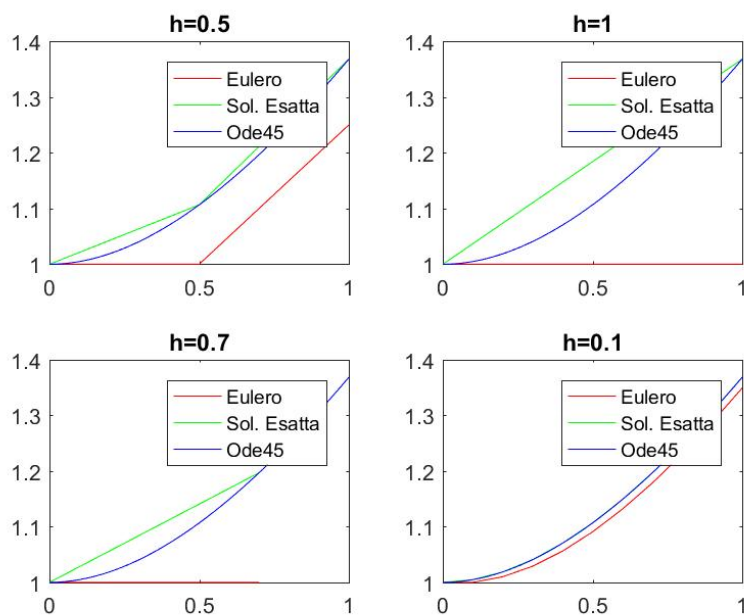 h=0.5
1.4
1.3
1.2
1.1
1
0
0.5
1
Eulero
Sol. Esatta
Ode45
h=1
1.4
1.3
1.2
1.1
1
0
0.5
1
Eulero
Sol. Esatta
Ode45
h=0.7
1.4
1.3
1.2
1.1
1
0
0.5
1
Eulero
Sol. Esatta
Ode45
h=0.1
1.4
1.3
1.2
1.1
1
0
0.5
1
Eulero
Sol. Esatta
Ode45